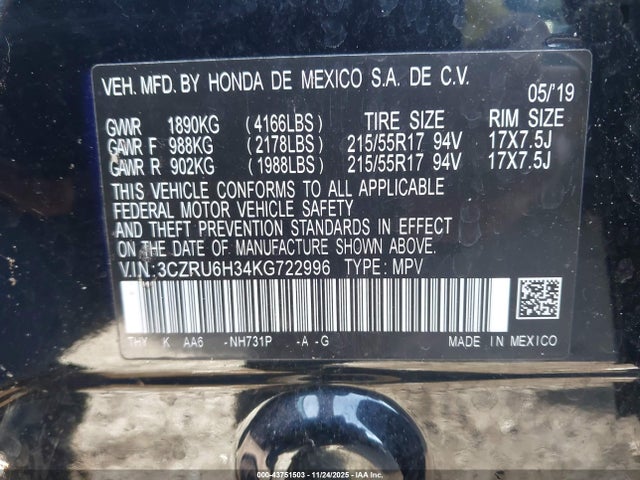 VEH. MFD. BY HONDA DE MEXICO S.A. DE C.V.
05/'19
GVWR 1890KG (4166LBS) TIRE SIZE RIM SIZE
GAWR F 988KG (2178LBS) 215/55R17 94V 17X7.5J
GAWR R 902KG (1988LBS) 215/55R17 94V 17X7.5J
THIS VEHICLE CONFORMS TO ALL APPLICABLE
FEDERAL MOTOR VEHICLE SAFETY
AND THEFT PREVENTION STANDARDS IN EFFECT
ON THE DATE OF MANUFACTURE SHOWN ABOVE.
V.I.N: 3CZRU6H34KG722996 TYPE: MPV
THY K AA6 -NH731P -A -G MADE IN MEXICO
000-43751503 - 11/24/2025 - IAAI.COM